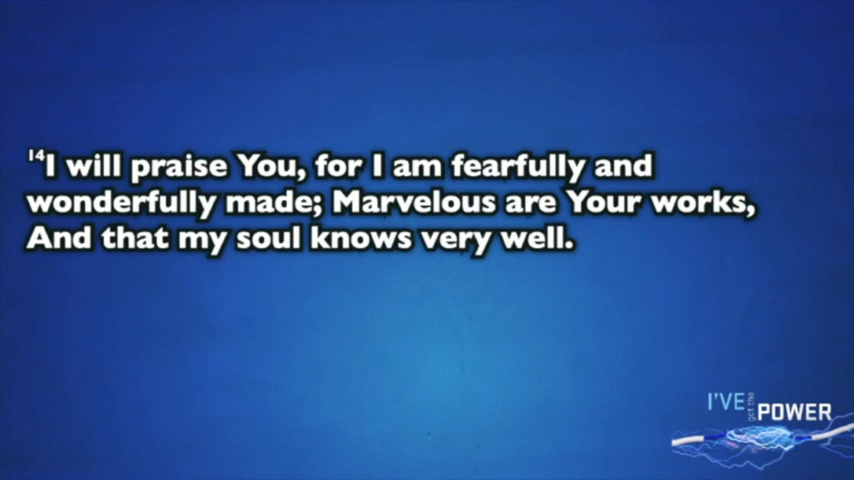 14I will praise You, for I am fearfully and
wonderfully made; Marvelous are Your works,
And that my soul knows very well.
I'VE got the POWER